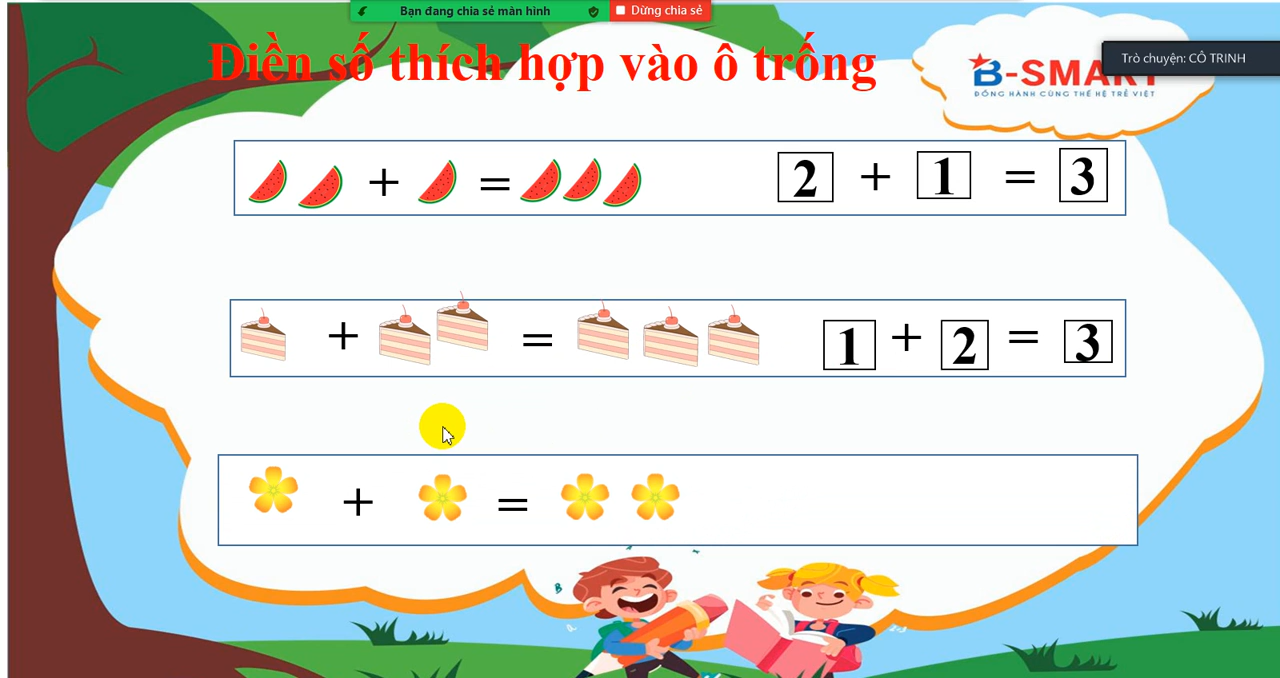 Bạn đang chia sẻ màn hình
Dừng chia sẻ
Điền số thích hợp vào ô trống
Trò chuyện: CÔ TRINH
B-SMART
ĐỒNG HÀNH CÙNG THẾ HỆ TRẺ VIỆT
+ = 2 + 1 = 3
+ = 1 + 2 = 3
+ =